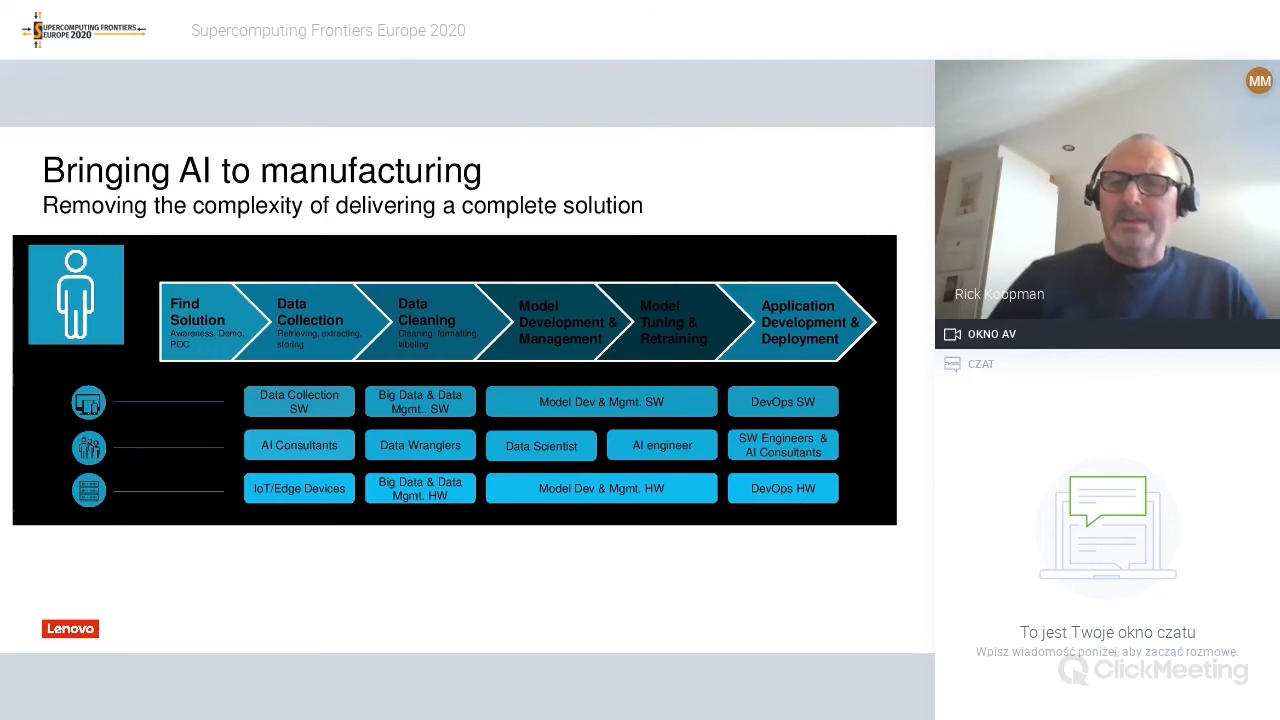 SUPERCOMPUTING FRONTIERS
EUROPE 2020
Supercomputing Frontiers Europe 2020
Bringing AI to manufacturing
Removing the complexity of delivering a complete solution
Find
Solution
Awareness, Demo,
POC
Data
Collection
Retrieving, extracting,
storing
Data
Cleaning
Cleaning, formatting,
labeling
Model
Development &
Management
Model
Tuning &
Retraining
Application
Development &
Deployment
Data Collection
SW
Big Data & Data
Mgmt.. SW
Model Dev & Mgmt. SW
DevOps SW
AI Consultants
Data Wranglers
Data Scientist
AI engineer
SW Engineers &
AI Consultants
IoT/Edge Devices
Big Data & Data
Mgmt. HW
Model Dev & Mgmt. HW
DevOps HW
Lenovo
MM
Rick Koopman
OKNO AV
CZAT
To jest Twoje okno czatu
Wpisz wiadomość poniżej, aby zacząć rozmowę.
ClickMeeting